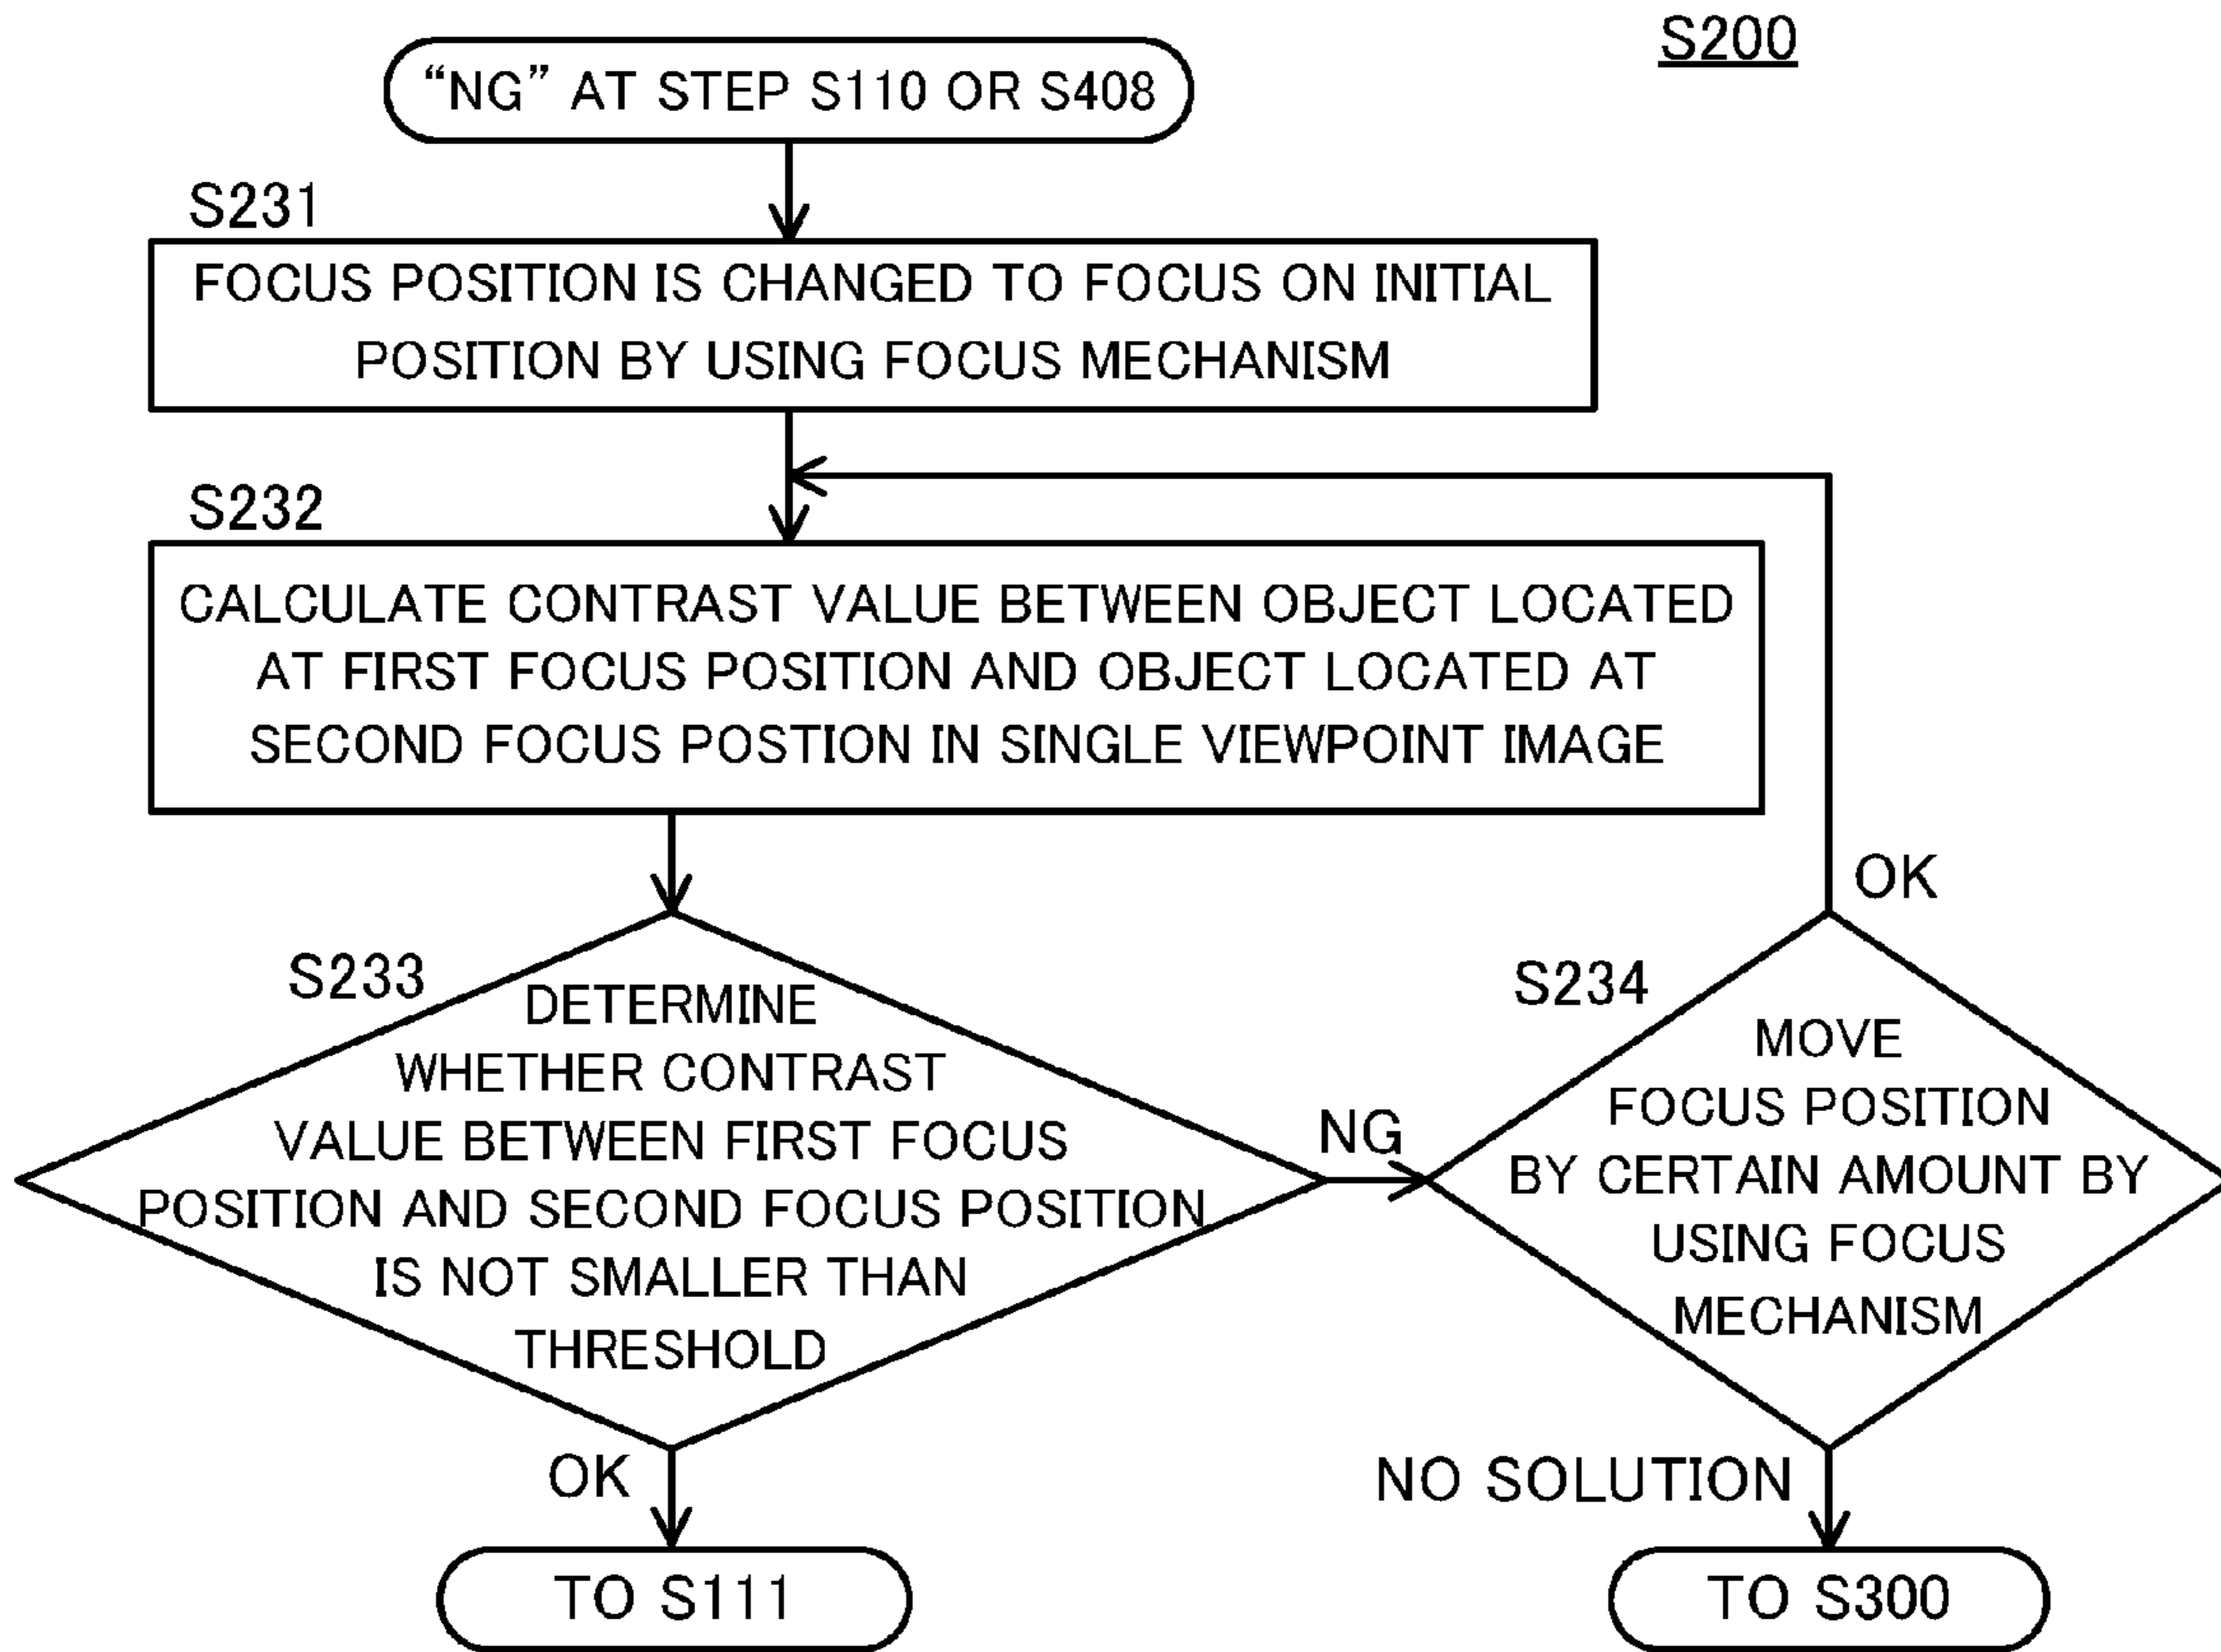 S200
“NG” AT STEP S110 OR S408
S231
FOCUS POSITION IS CHANGED TO FOCUS ON INITIAL
POSITION BY USING FOCUS MECHANISM
S232
CALCULATE CONTRAST VALUE BETWEEN OBJECT LOCATED
AT FIRST FOCUS POSITION AND OBJECT LOCATED AT
SECOND FOCUS POSTION IN SINGLE VIEWPOINT IMAGE
S233
DETERMINE
WHETHER CONTRAST
VALUE BETWEEN FIRST FOCUS
POSITION AND SECOND FOCUS POSITION
IS NOT SMALLER THAN
THRESHOLD
NG
OK
TO S111
S234
MOVE
FOCUS POSITION
BY CERTAIN AMOUNT BY
USING FOCUS
MECHANISM
OK
NO SOLUTION
TO S300